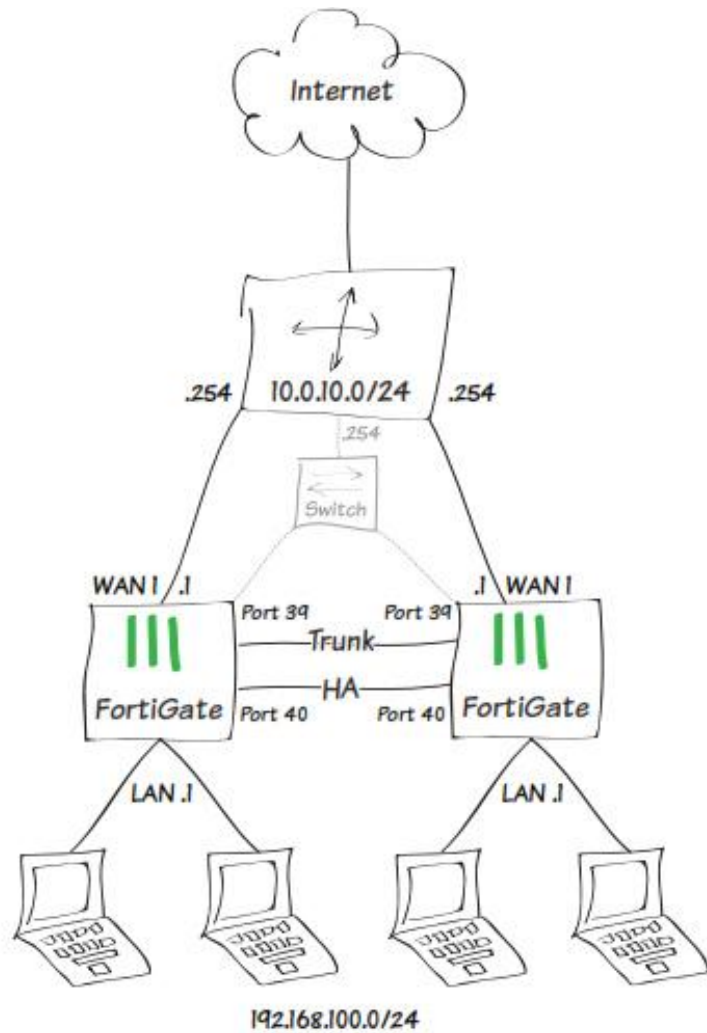 Internet
.254
10.0.10.0/24
.254
.254
Switch
WAN 1 .1
.1 WAN 1
Port 39
Port 39
Trunk
HA
FortiGate
Port 40
Port 40
FortiGate
LAN .1
LAN .1
192.168.100.0/24